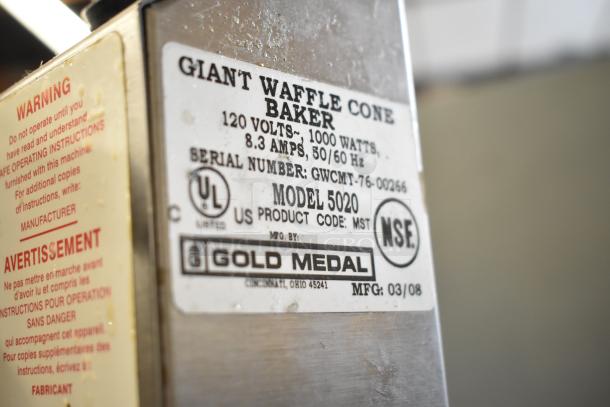 WARNING
Do not operate until you
have read and understand
AFE OPERATING INSTRUCTIONS
furnished with this machine.
For additional copies
of instructions, write:
MANUFACTURER
AVERTISSEMENT
Ne pas mettre en marche avant
d'avoir lu et compris les
INSTRUCTIONS POUR OPERATION
SANS DANGER
qui accompagnent cet appareil.
Pour copies supplémentaires des
instructions, écrivez à:
FABRICANT
GIANT WAFFLE CONE
BAKER
120 VOLTS~, 1000 WATTS,
8.3 AMPS, 50/60 Hz
SERIAL NUMBER: GWCMT-76-00266
MODEL 5020
C UL US PRODUCT CODE: MST
LISTED
NSF
MFG. BY:
GOLD MEDAL
CINCINNATI, OHIO 45241
MFG: 03/08